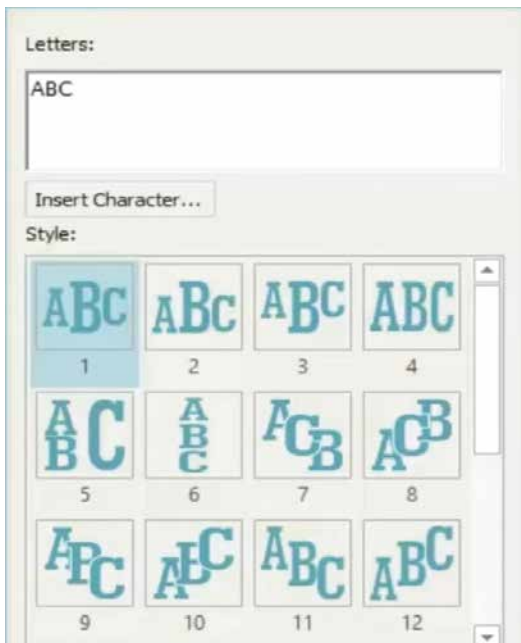 Letters:
ABC
Insert Character...
Style:
ABC ABC ABC ABC
1 2 3 4
ABC ABC ACB ACB
5 6 7 8
ABC ABC ABC ABC
9 10 11 12